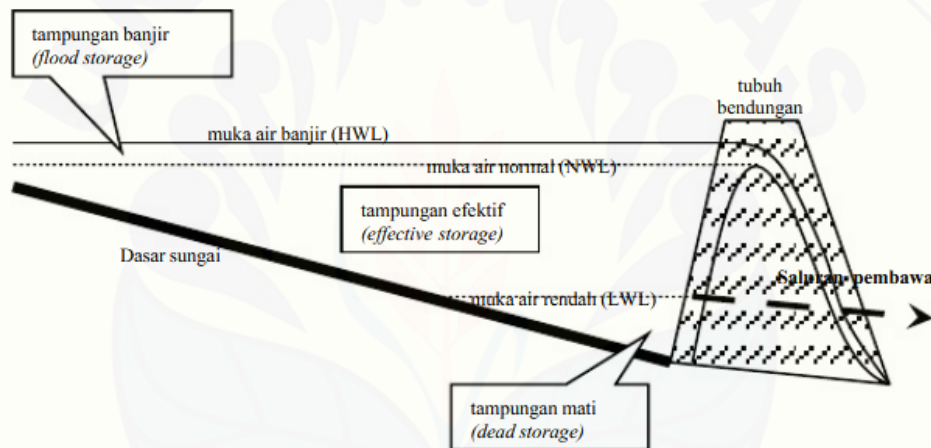 tampungan banjir
(flood storage)
tubuh
bendungan
muka air banjir (HWL)
muka air normal (NWL)
tampungan efektif
(effective storage)
Dasar sungai
Saluran pembawa
muka air rendah (LWL)
tampungan mati
(dead storage)